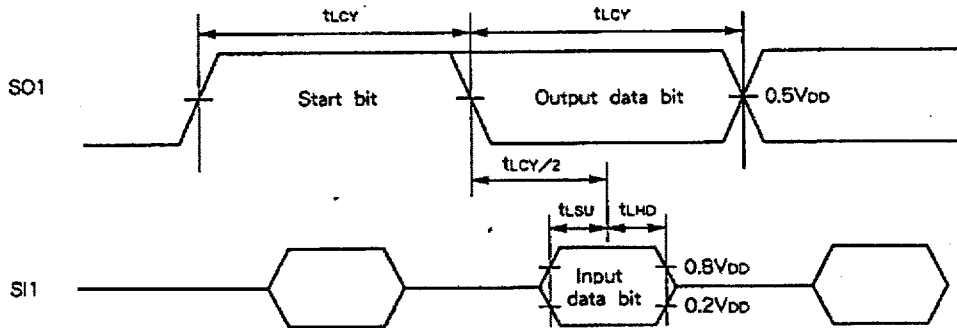 tLCY tLCY
SO1 Start bit Output data bit 0.5VDD
tLCY/2
tLSU tLHD
SI1 Input data bit 0.8VDD
0.2VDD